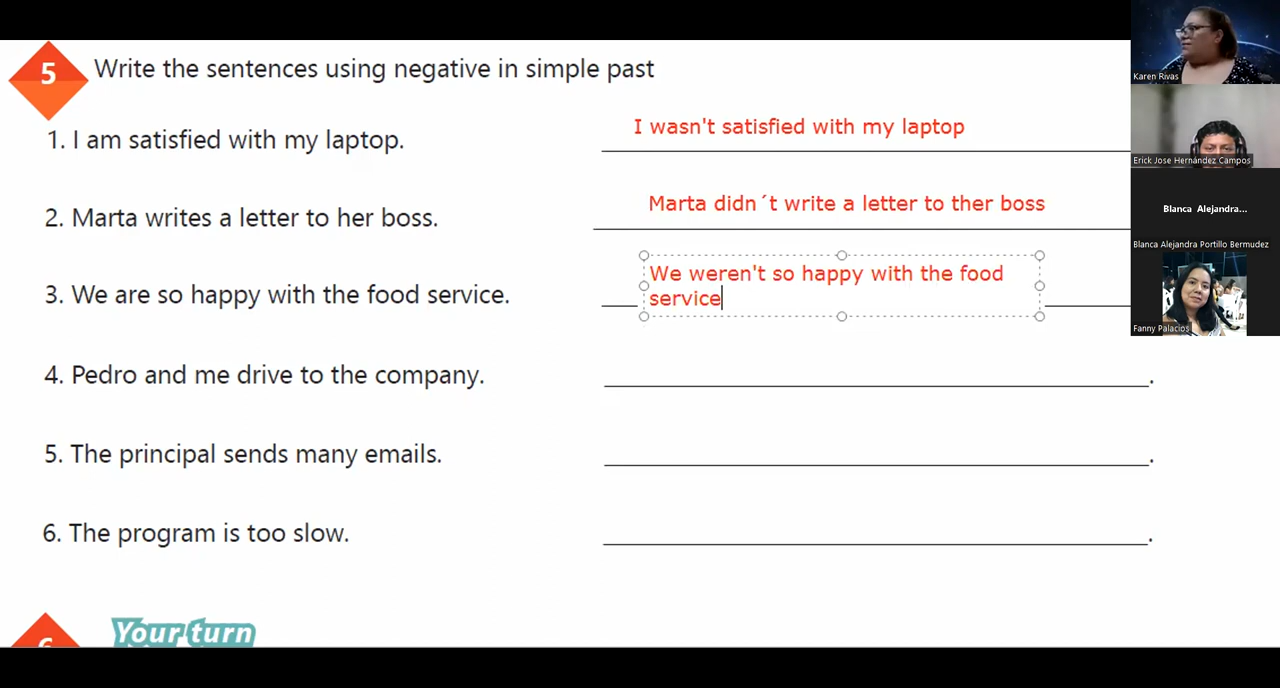 5 Write the sentences using negative in simple past
1. I am satisfied with my laptop. I wasn't satisfied with my laptop
2. Marta writes a letter to her boss. Marta didn´t write a letter to ther boss
3. We are so happy with the food service. We weren't so happy with the food
service
4. Pedro and me drive to the company. .
5. The principal sends many emails. .
6. The program is too slow. .
6 Your turn
Karen Rivas
Erick Jose Hernández Campos
Blanca Alejandra...
Blanca Alejandra Portillo Bermudez
Fanny Palacios